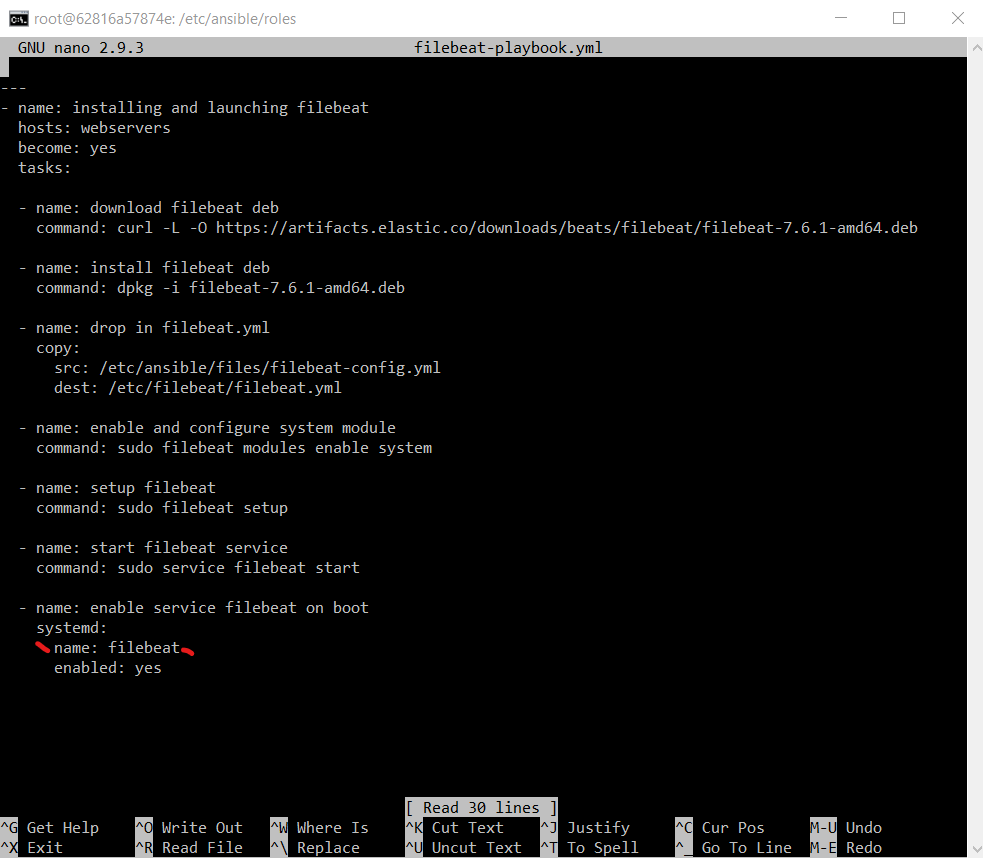 root@62816a57874e: /etc/ansible/roles
GNU nano 2.9.3 filebeat-playbook.yml
---
- name: installing and launching filebeat
  hosts: webservers
  become: yes
  tasks:
  - name: download filebeat deb
    command: curl -L -O https://artifacts.elastic.co/downloads/beats/filebeat/filebeat-7.6.1-amd64.deb
  - name: install filebeat deb
    command: dpkg -i filebeat-7.6.1-amd64.deb
  - name: drop in filebeat.yml
    copy:
      src: /etc/ansible/files/filebeat-config.yml
      dest: /etc/filebeat/filebeat.yml
  - name: enable and configure system module
    command: sudo filebeat modules enable system
  - name: setup filebeat
    command: sudo filebeat setup
  - name: start filebeat service
    command: sudo service filebeat start
  - name: enable service filebeat on boot
    systemd:
      name: filebeat
      enabled: yes
[ Read 30 lines ]
^G Get Help ^O Write Out ^W Where Is ^K Cut Text ^J Justify ^C Cur Pos M-U Undo
^X Exit ^R Read File ^\ Replace ^U Uncut Text ^T To Spell ^_ Go To Line M-E Redo